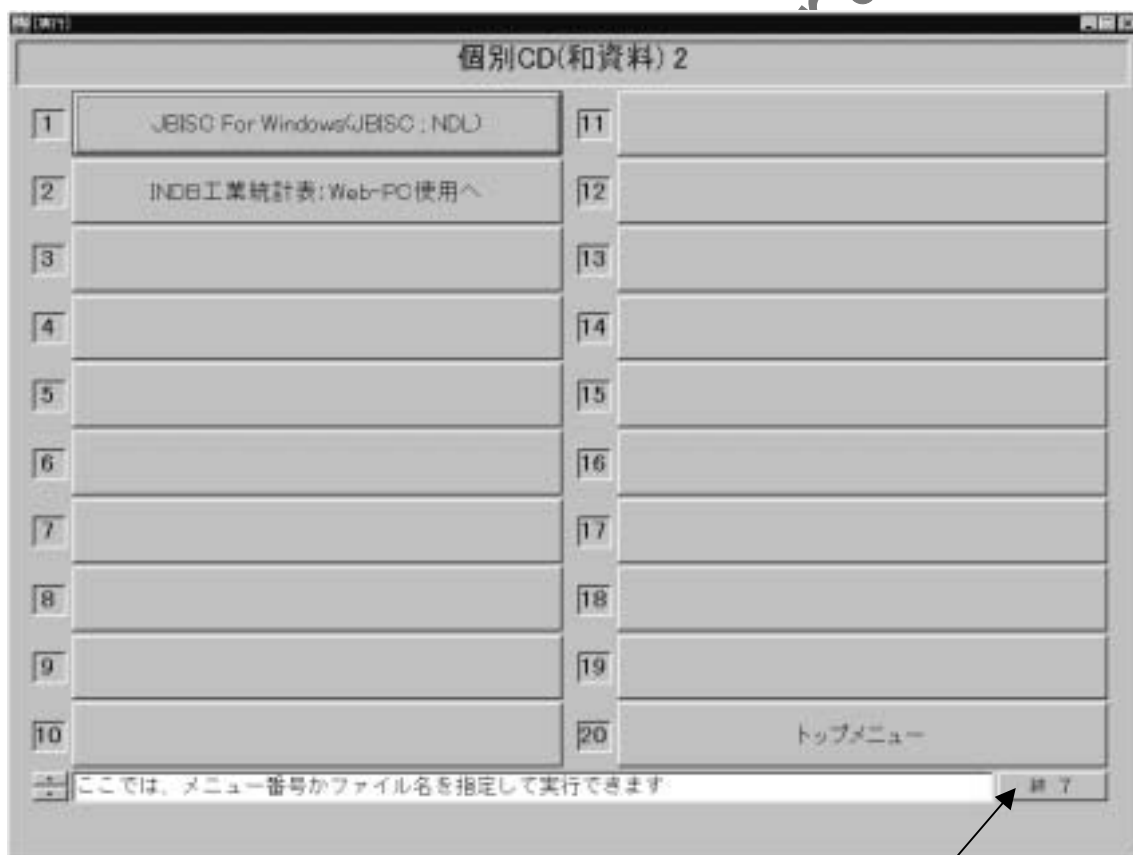 [実行]
個別CD(和資料) 2
1 JBISC For Windows(JBISC ; NDL)
2 INDB工業統計表:Web-PC使用へ
3
4
5
6
7
8
9
10
11
12
13
14
15
16
17
18
19
20 トップメニュー
ここでは、メニュー番号かファイル名を指定して実行できます
終 了